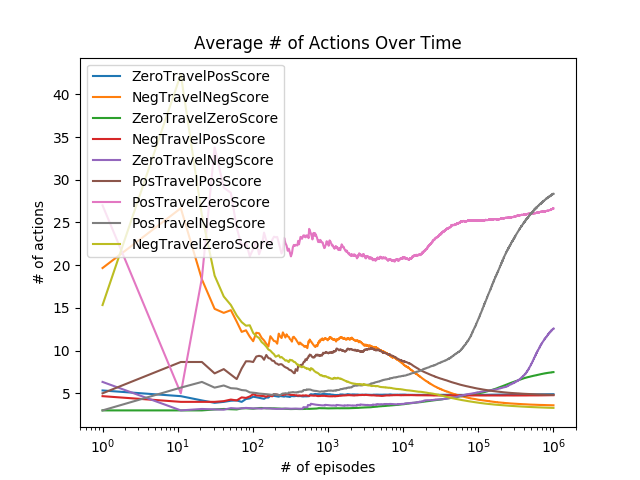 Average # of Actions Over Time
# of actions
40
35
30
25
20
15
10
5
ZeroTravelPosScore
NegTravelNegScore
ZeroTravelZeroScore
NegTravelPosScore
ZeroTravelNegScore
PosTravelPosScore
PosTravelZeroScore
PosTravelNegScore
NegTravelZeroScore
10⁰ 10¹ 10² 10³ 10⁴ 10⁵ 10⁶
# of episodes